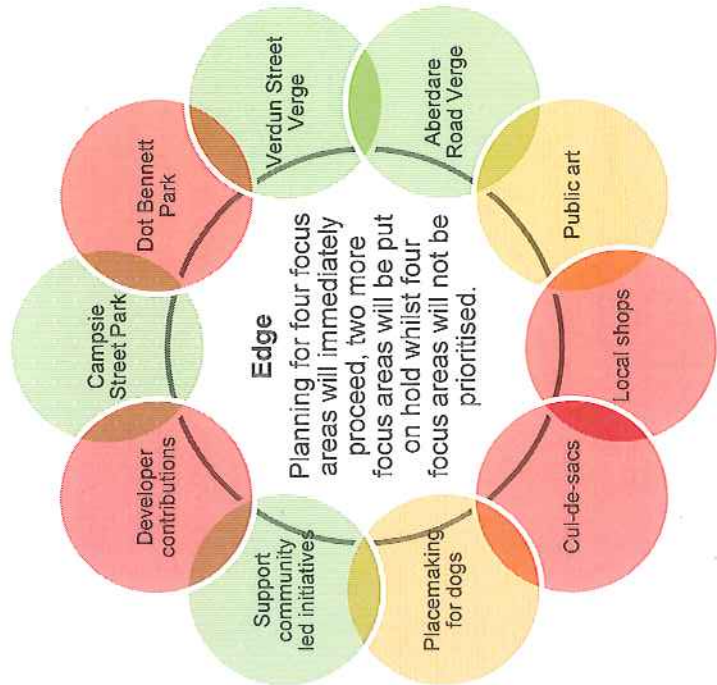 Edge
Planning for four focus
areas will immediately
proceed, two more
focus areas will be put
on hold whilst four
focus areas will not be
prioritised.
Campsie
Street Park
Dot Bennett
Park
Verdun Street
Verge
Aberdare
Road Verge
Public art
Local shops
Cul-de-sacs
Placemaking
for dogs
Support
community
led initiatives
Developer
contributions